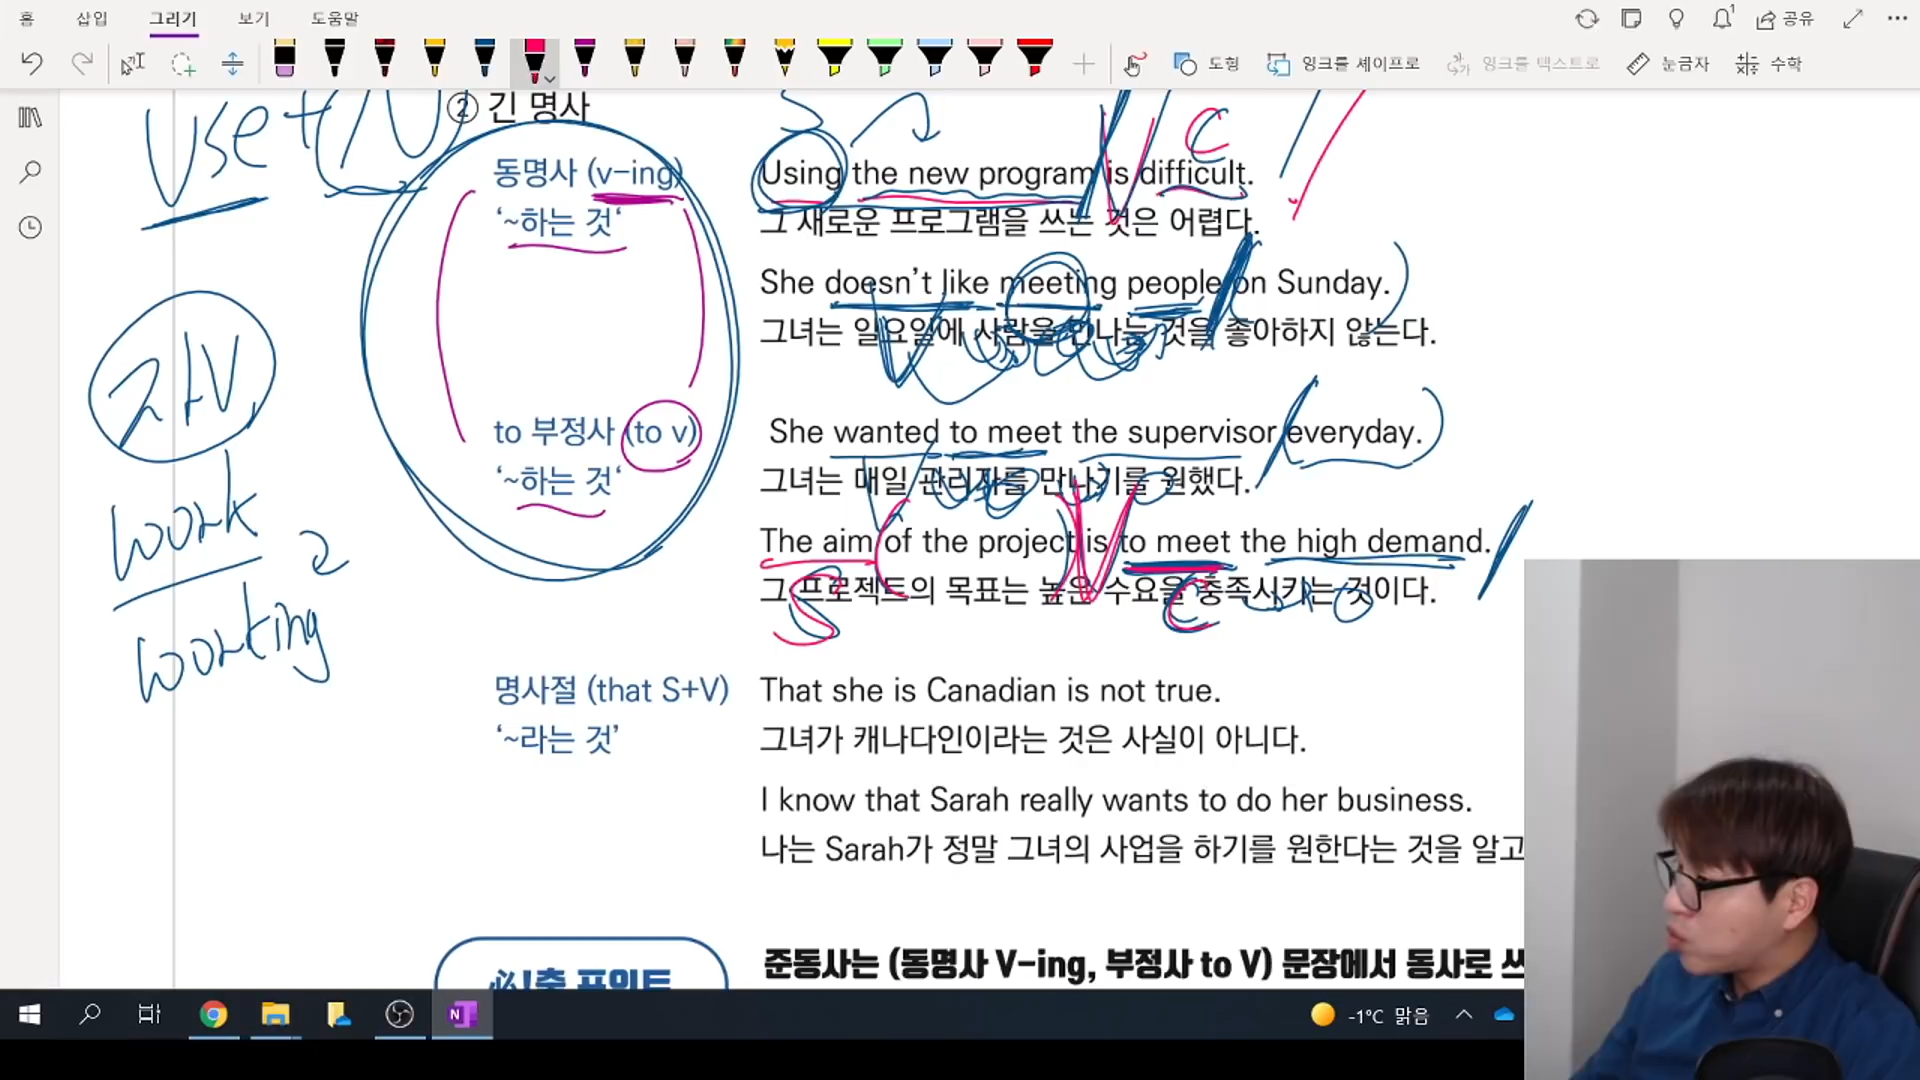 홈 삽입 그리기 보기 도움말
공유
도형 잉크를 셰이프로 잉크를 텍스트로 눈금자 수학
Use + N
② 긴 명사
동명사 (v-ing)
‘~하는 것‘
Using the new program is difficult.
그 새로운 프로그램을 쓰는 것은 어렵다.
She doesn’t like meeting people on Sunday.
그녀는 일요일에 사람을 만나는 것을 좋아하지 않는다.
to 부정사 (to v)
‘~하는 것‘
She wanted to meet the supervisor everyday.
그녀는 매일 관리자를 만나기를 원했다.
The aim of the project is to meet the high demand.
그 프로젝트의 목표는 높은 수요을 충족시키는 것이다.
work
working
S
V
C
명사절 (that S+V)
‘~라는 것’
That she is Canadian is not true.
그녀가 캐나다인이라는 것은 사실이 아니다.
I know that Sarah really wants to do her business.
나는 Sarah가 정말 그녀의 사업을 하기를 원한다는 것을 알고
준동사는 (동명사 V-ing, 부정사 to V) 문장에서 동사로 쓰
-1°C 맑음